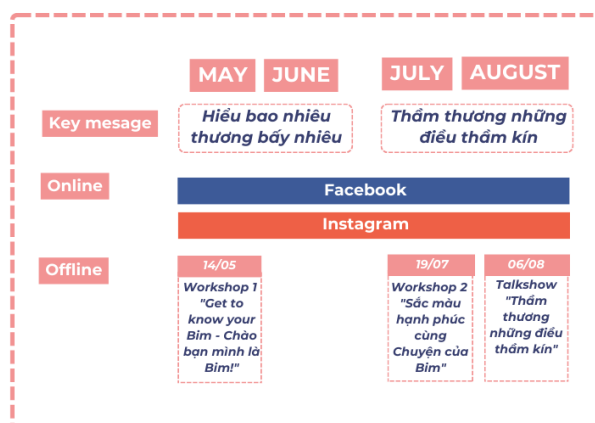 MAY JUNE JULY AUGUST
Key mesage
Hiểu bao nhiêu
thương bấy nhiêu
Thầm thương những
điều thầm kín
Online
Facebook
Instagram
Offline
14/05
Workshop 1
"Get to
know your
Bim - Chào
bạn mình là
Bim!"
19/07
Workshop 2
"Sắc màu
hạnh phúc
cùng
Chuyện của
Bim"
06/08
Talkshow
"Thầm
thương
những điều
thầm kín"